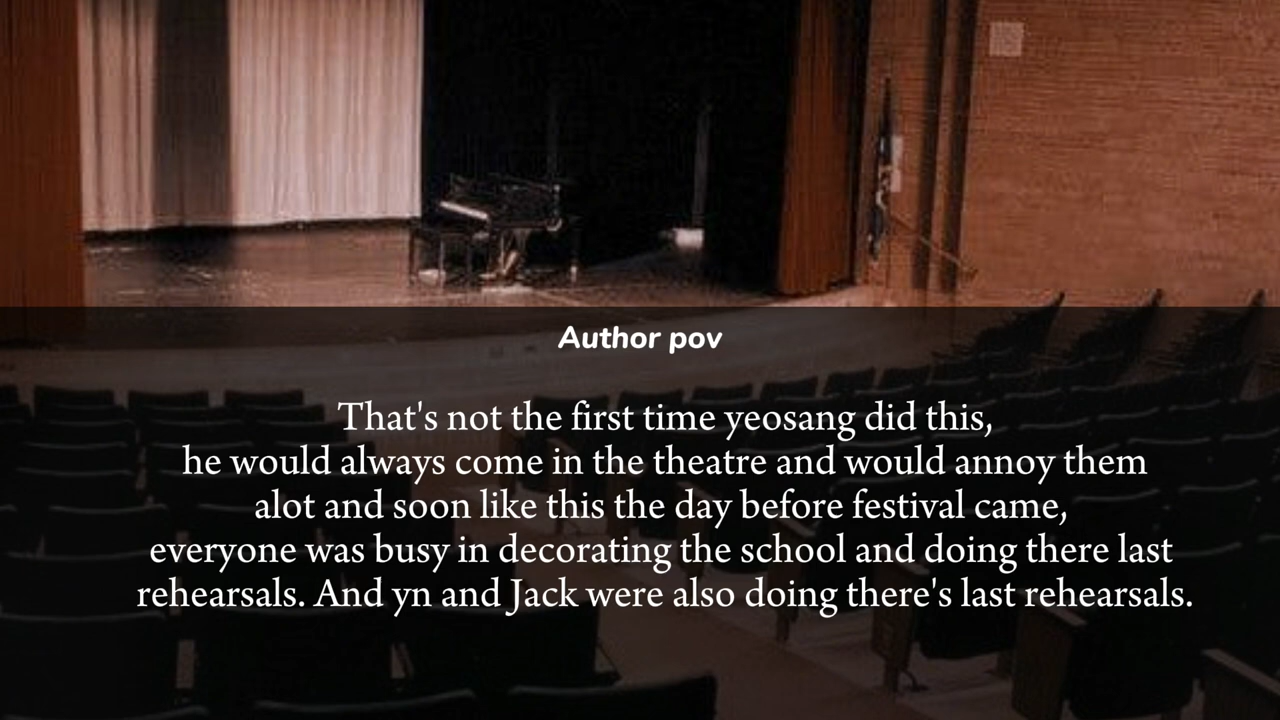 Author pov
That's not the first time yeosang did this,
he would always come in the theatre and would annoy them
alot and soon like this the day before festival came,
everyone was busy in decorating the school and doing there last
rehearsals. And yn and Jack were also doing there's last rehearsals.